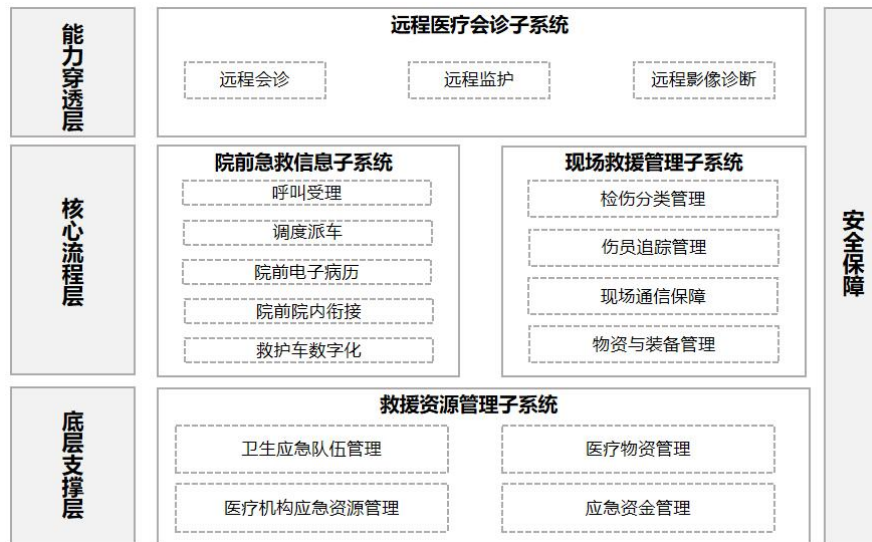 能力穿透层
远程医疗会诊子系统
远程会诊
远程监护
远程影像诊断
核心流程层
院前急救信息子系统
呼叫受理
调度派车
院前电子病历
院前院内衔接
救护车数字化
现场救援管理子系统
检伤分类管理
伤员追踪管理
现场通信保障
物资与装备管理
底层支撑层
救援资源管理子系统
卫生应急队伍管理
医疗物资管理
医疗机构应急资源管理
应急资金管理
安全保障